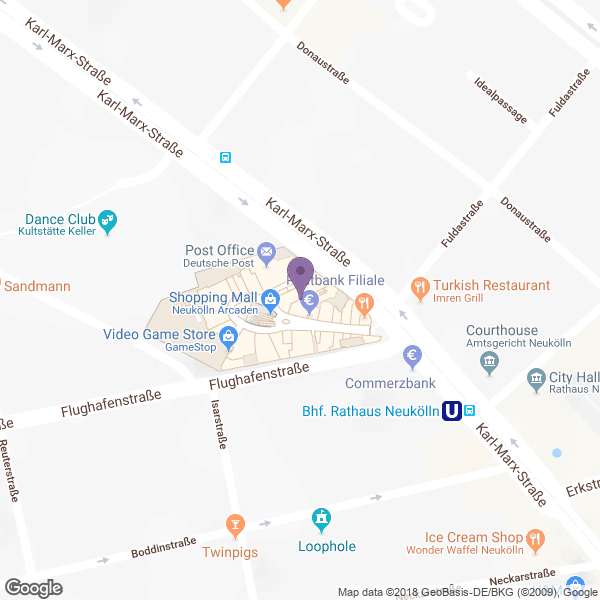 Karl-Marx-Straße
Donaustraße
Idealpassage
Fuldastraße
Karl-Marx-Straße
Karl-Marx-Straße
Fuldastraße
Donaustraße
Dance Club
Kultstätte Keller
Post Office
Deutsche Post
Filiale
Sandmann
Shopping Mall
Neukölln Arcaden
Turkish Restaurant
Imren Grill
Video Game Store
GameStop
Courthouse
Amtsgericht Neukölln
Flughafenstraße
Commerzbank
City Hall
Rathaus N
Flughafenstraße
Isarstraße
Bhf. Rathaus Neukölln
U
Karl-Marx-Straße
Reuterstraße
Erkstr
Boddinstraße
Twinpigs
Loophole
Ice Cream Shop
Wonder Waffel Neukölln
Neckarstraße
Google
Map data ©2018 GeoBasis-DE/BKG (©2009), Google